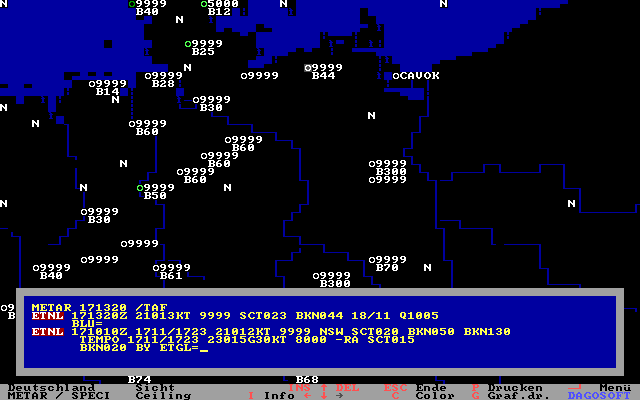 N 9999 5000 N N
B40 B12
N
9999
B25
N 9999
B44
9999 9999 9999 CAVOK
B14 B28
N 9999
B30
N
N 9999 N
B60
9999
B60
N 9999 9999
B60 B300
9999 9999
B60
N 9999 N
B50
N N
9999
B30
9999
9999 9999 9999 N
B40 B61 B70
9999
B300
9
B
METAR 171320 /TAF
ETNL 171320Z 21013KT 9999 SCT023 BKN044 18/11 Q1005
BLU=
ETNL 171010Z 1711/1723 21012KT 9999 NSW SCT020 BKN050 BKN130
TEMPO 1711/1723 23015G30KT 8000 -RA SCT015
BKN020 BY ETGL=_
B74 B68
Deutschland Sicht INS ↑ DEL ESC Ende P Drucken Menü
METAR / SPECI Ceiling I Info ← ↓ → C Color G Graf.dr. DAGOSOFT